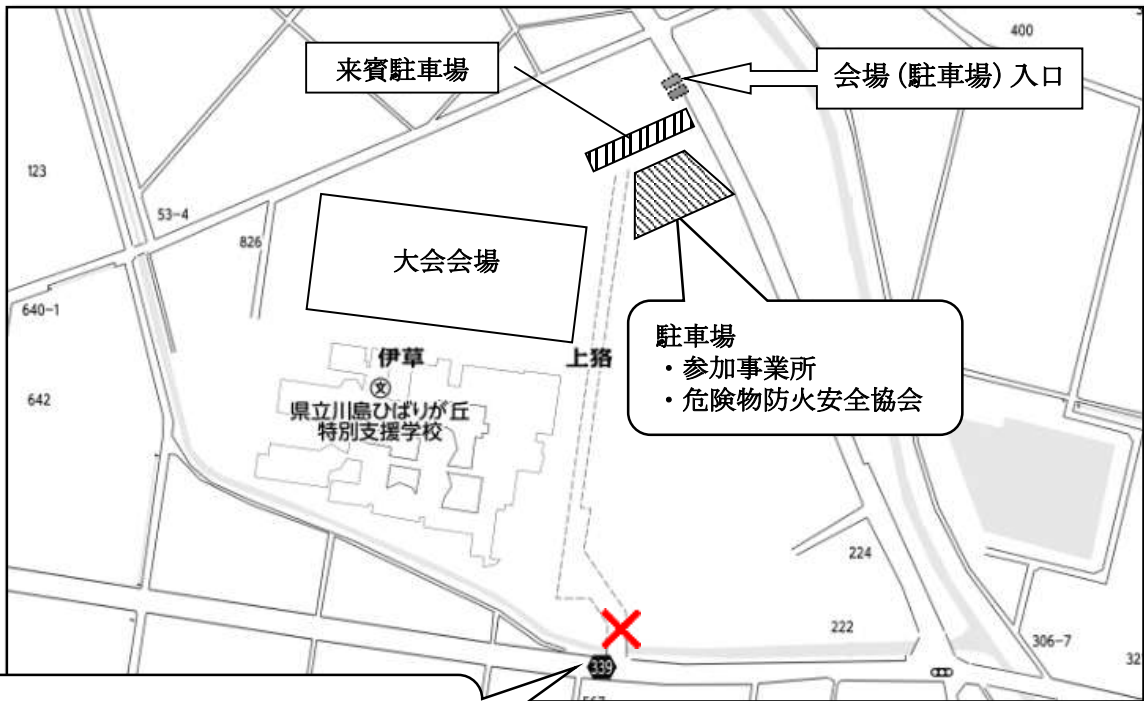 400
来賓駐車場
会場(駐車場)入口
123
53-4
826
大会会場
640-1
駐車場
・参加事業所
・危険物防火安全協会
伊草
上狢
642
文
県立川島ひばりが丘
特別支援学校
224
222
306-7
339